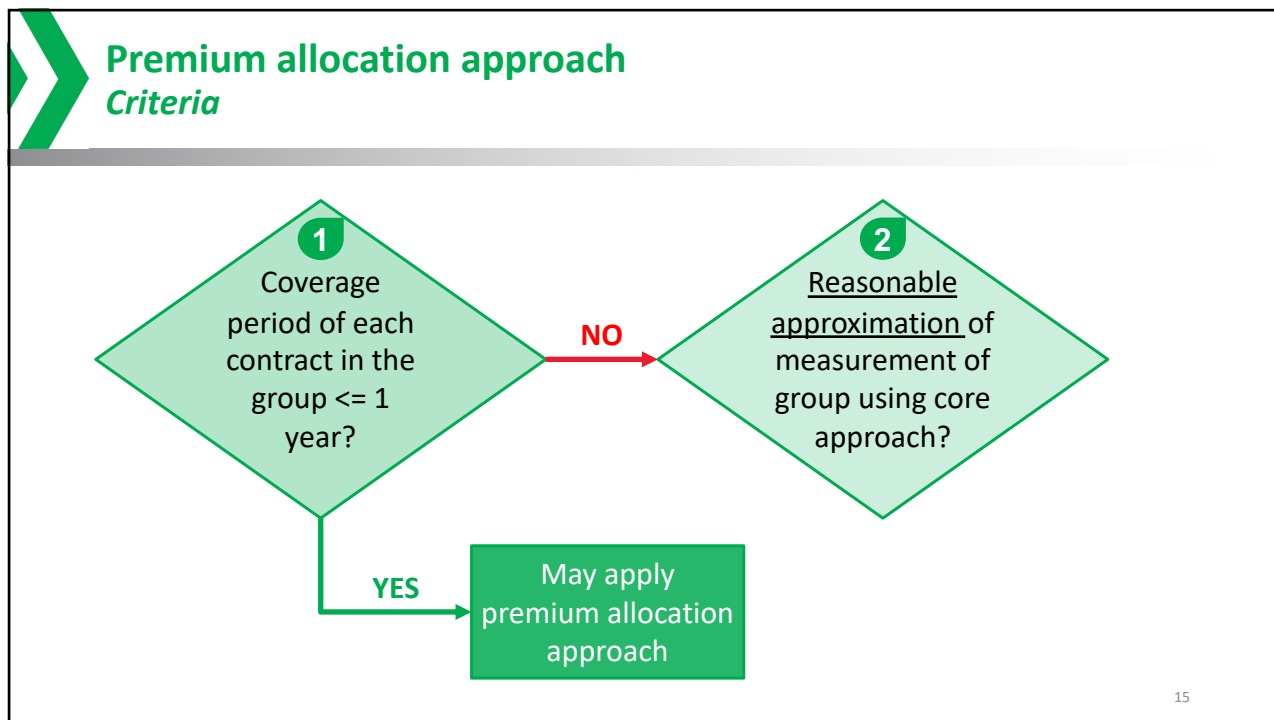 Premium allocation approach
Criteria
1
Coverage
period of each
contract in the
group <= 1
year?
NO
2
Reasonable
approximation of
measurement of
group using core
approach?
YES
May apply
premium allocation
approach
15